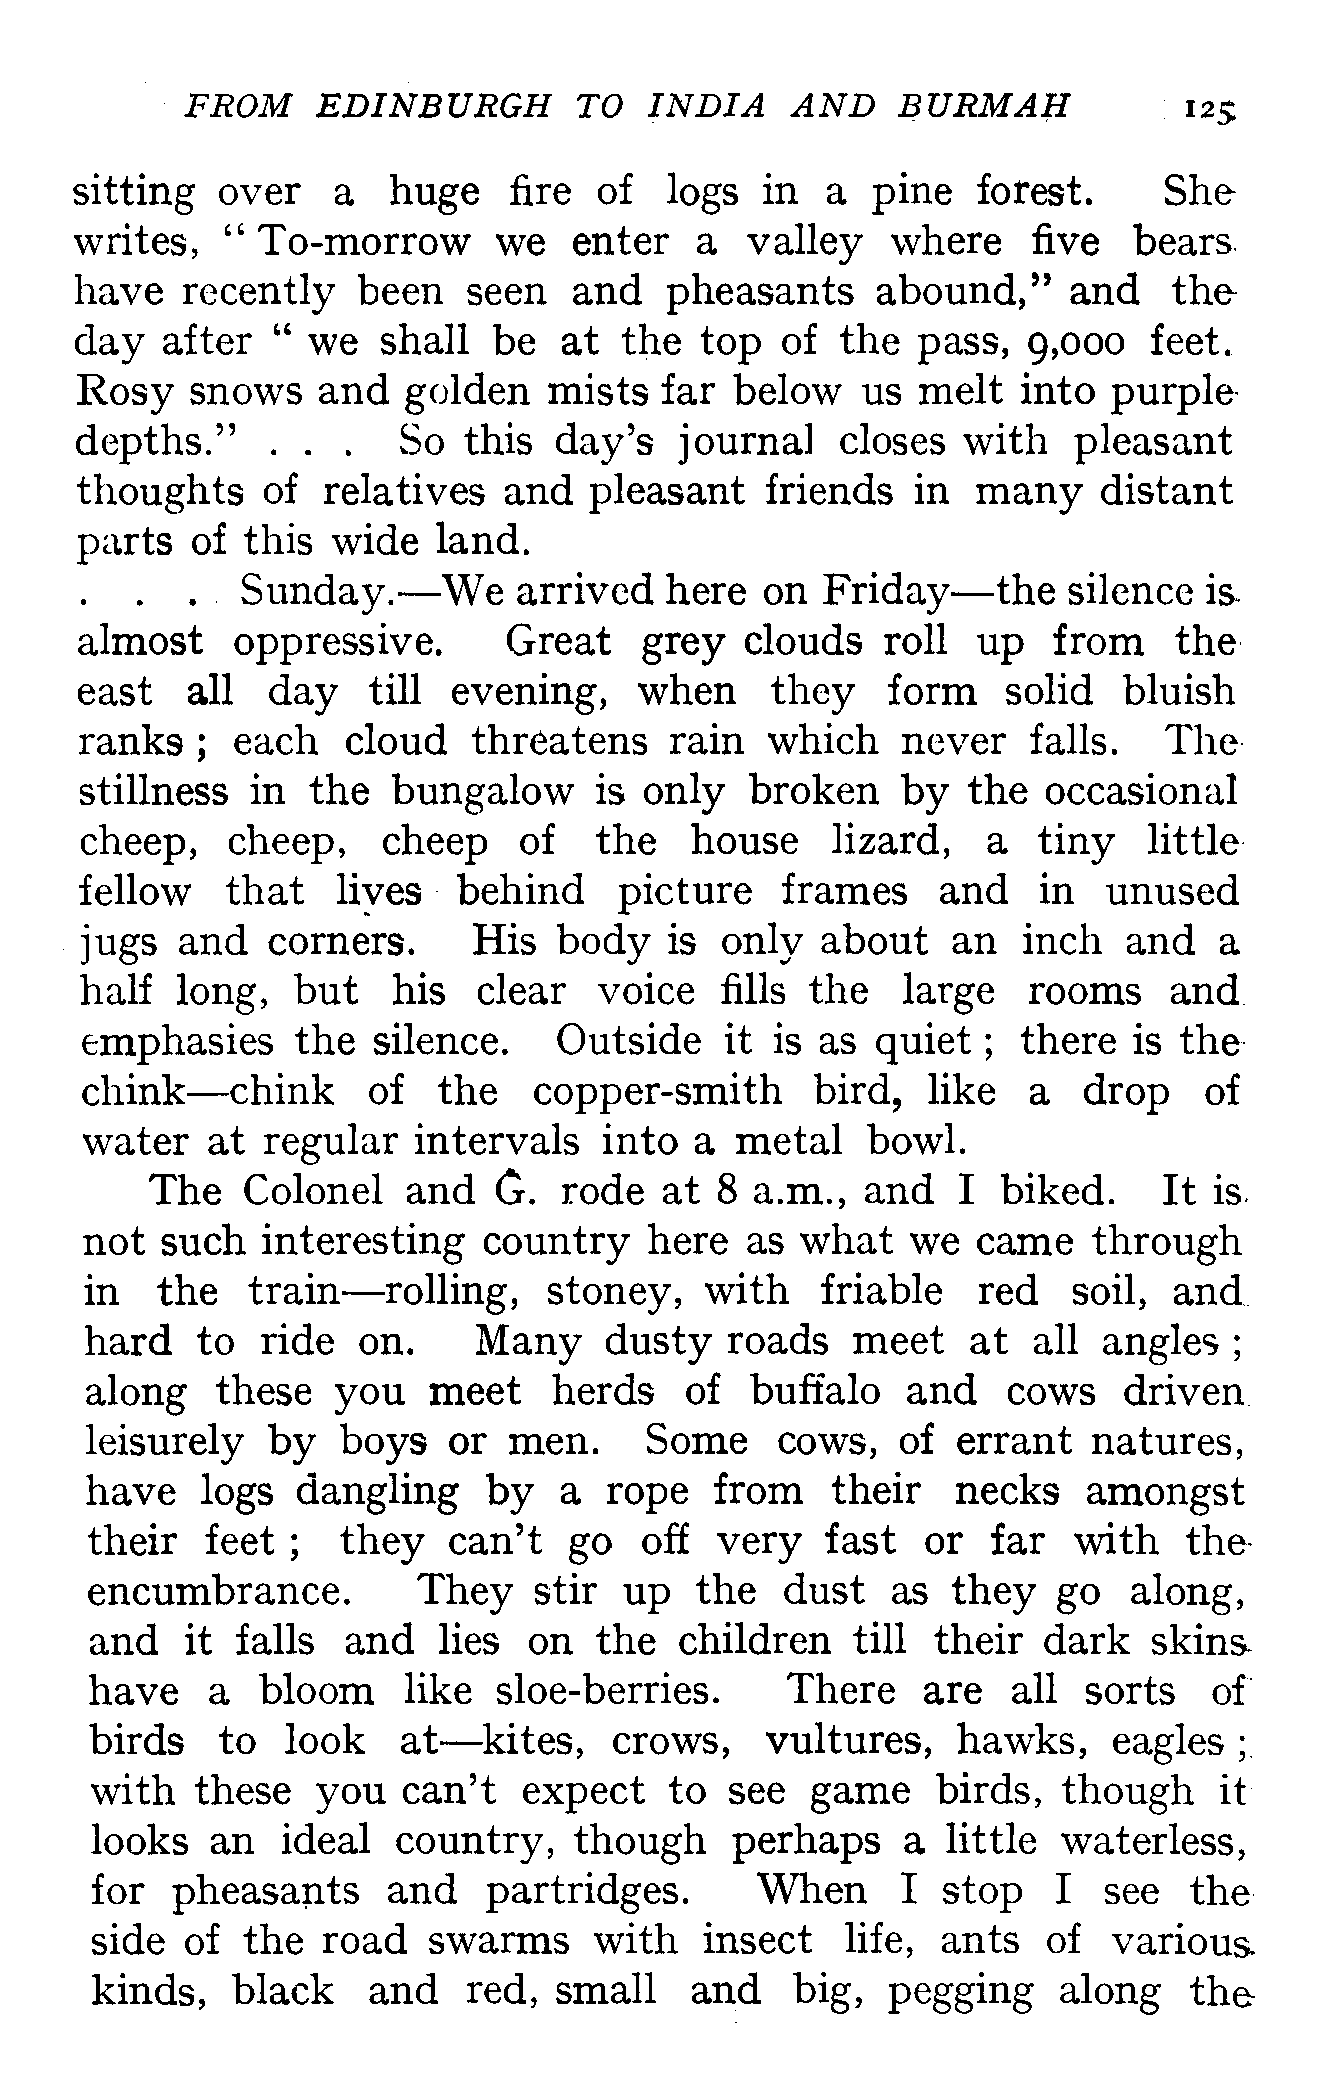 FROM EDINBURGH TO INDIA AND BURMAH 125
sitting over a huge fire of logs in a pine forest. She
writes, “ To-morrow we enter a valley where five bears
have recently been seen and pheasants abound,” and the
day after “ we shall be at the top of the pass, 9,000 feet.
Rosy snows and golden mists far below us melt into purple
depths.” . . . So this day’s journal closes with pleasant
thoughts of relatives and pleasant friends in many distant
parts of this wide land.
. . . Sunday.—We arrived here on Friday—the silence is
almost oppressive. Great grey clouds roll up from the
east all day till evening, when they form solid bluish
ranks ; each cloud threatens rain which never falls. The
stillness in the bungalow is only broken by the occasional
cheep, cheep, cheep of the house lizard, a tiny little
fellow that lives behind picture frames and in unused
jugs and corners. His body is only about an inch and a
half long, but his clear voice fills the large rooms and
emphasies the silence. Outside it is as quiet ; there is the
chink—chink of the copper-smith bird, like a drop of
water at regular intervals into a metal bowl.
The Colonel and G. rode at 8 a.m., and I biked. It is
not such interesting country here as what we came through
in the train—rolling, stoney, with friable red soil, and
hard to ride on. Many dusty roads meet at all angles ;
along these you meet herds of buffalo and cows driven
leisurely by boys or men. Some cows, of errant natures,
have logs dangling by a rope from their necks amongst
their feet ; they can’t go off very fast or far with the
encumbrance. They stir up the dust as they go along,
and it falls and lies on the children till their dark skins
have a bloom like sloe-berries. There are all sorts of
birds to look at—kites, crows, vultures, hawks, eagles ;
with these you can’t expect to see game birds, though it
looks an ideal country, though perhaps a little waterless,
for pheasants and partridges. When I stop I see the
side of the road swarms with insect life, ants of various
kinds, black and red, small and big, pegging along the